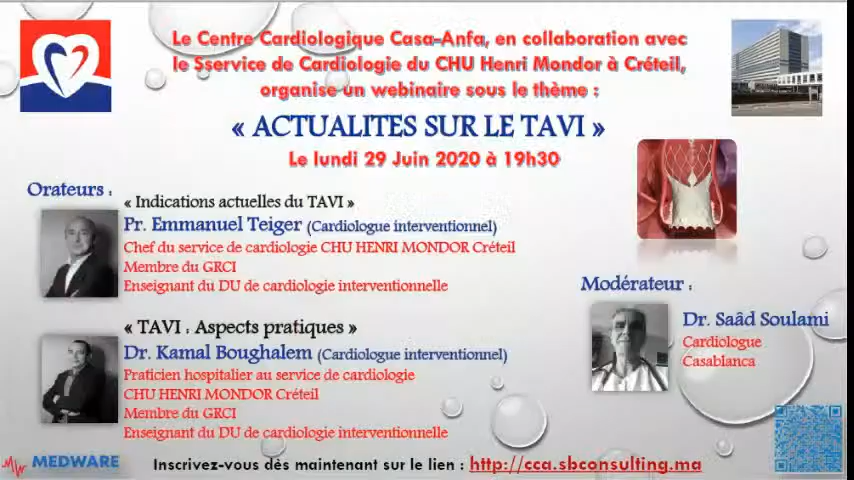 Le Centre Cardiologique Casa-Anfa, en collaboration avec
le Sservice de Cardiologie du CHU Henri Mondor à Créteil,
organise un webinaire sous le thème :
« ACTUALITES SUR LE TAVI »
Le lundi 29 Juin 2020 à 19h30
Orateurs :
« Indications actuelles du TAVI »
Pr. Emmanuel Teiger (Cardiologue interventionnel)
Chef du service de cardiologie CHU HENRI MONDOR Créteil
Membre du GRCI
Enseignant du DU de cardiologie interventionnelle
« TAVI : Aspects pratiques »
Dr. Kamal Boughalem (Cardiologue interventionnel)
Praticien hospitalier au service de cardiologie
CHU HENRI MONDOR Créteil
Membre du GRCI
Enseignant du DU de cardiologie interventionnelle
Modérateur :
Dr. Saâd Soulami
Cardiologue
Casablanca
MEDWARE
Inscrivez-vous dès maintenant sur le lien : http://cca.sbconsulting.ma